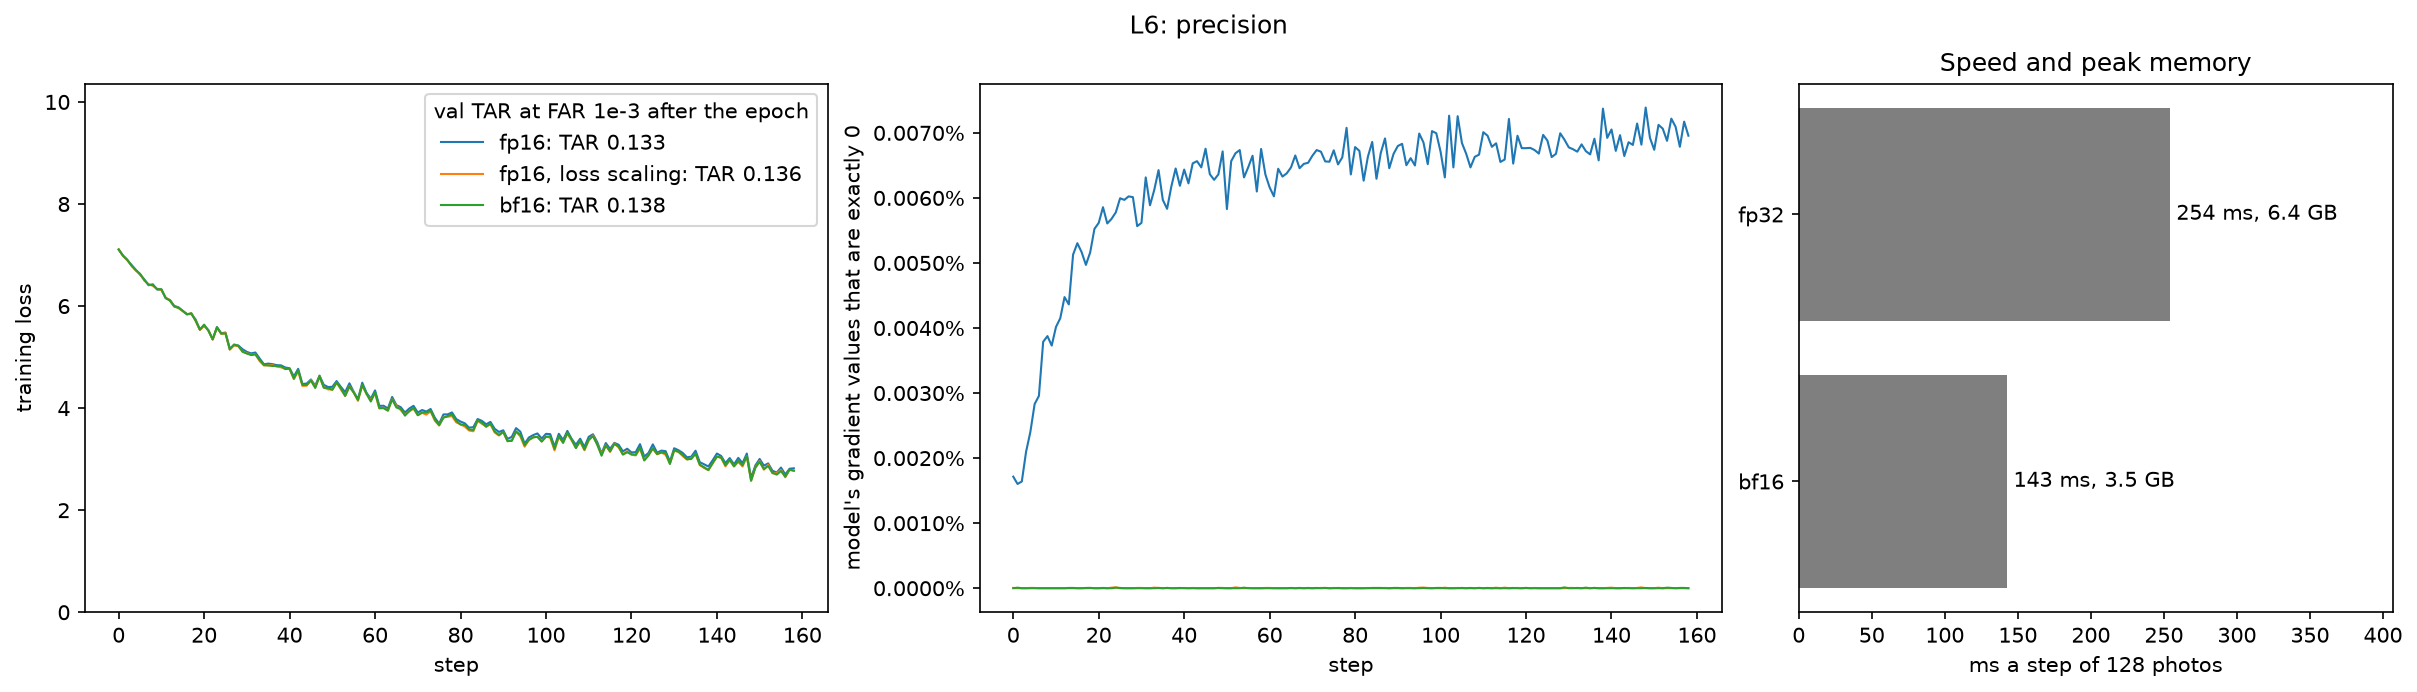 L6: precision
training loss
10
8
6
4
2
0
val TAR at FAR 1e-3 after the epoch
fp16: TAR 0.133
fp16, loss scaling: TAR 0.136
bf16: TAR 0.138
0 20 40 60 80 100 120 140 160
step
model's gradient values that are exactly 0
0.0070%
0.0060%
0.0050%
0.0040%
0.0030%
0.0020%
0.0010%
0.0000%
0 20 40 60 80 100 120 140 160
step
Speed and peak memory
fp32
254 ms, 6.4 GB
bf16
143 ms, 3.5 GB
0 50 100 150 200 250 300 350 400
ms a step of 128 photos